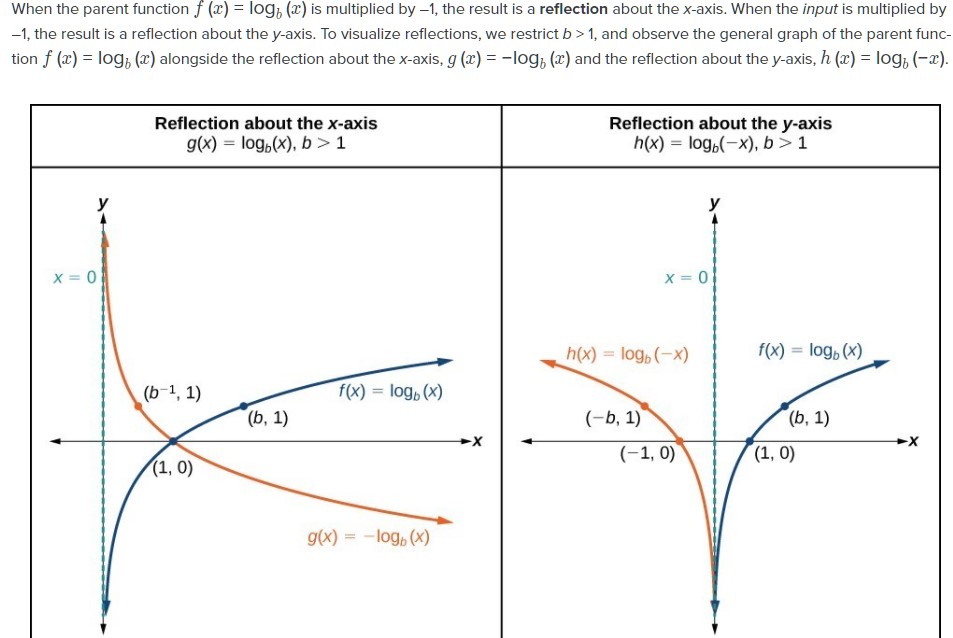 When the parent function f (x) = log_b (x) is multiplied by –1, the result is a reflection about the x-axis. When the input is multiplied by
–1, the result is a reflection about the y-axis. To visualize reflections, we restrict b > 1, and observe the general graph of the parent func-
tion f (x) = log_b (x) alongside the reflection about the x-axis, g (x) = −log_b (x) and the reflection about the y-axis, h (x) = log_b (−x).
Reflection about the x-axis
g(x) = log_b(x), b > 1
y
x = 0
(b⁻¹, 1)
f(x) = log_b (x)
(b, 1)
x
(1, 0)
g(x) = −log_b (x)
Reflection about the y-axis
h(x) = log_b(−x), b > 1
y
x = 0
h(x) = log_b (−x)
f(x) = log_b (x)
(−b, 1)
(b, 1)
x
(−1, 0)
(1, 0)